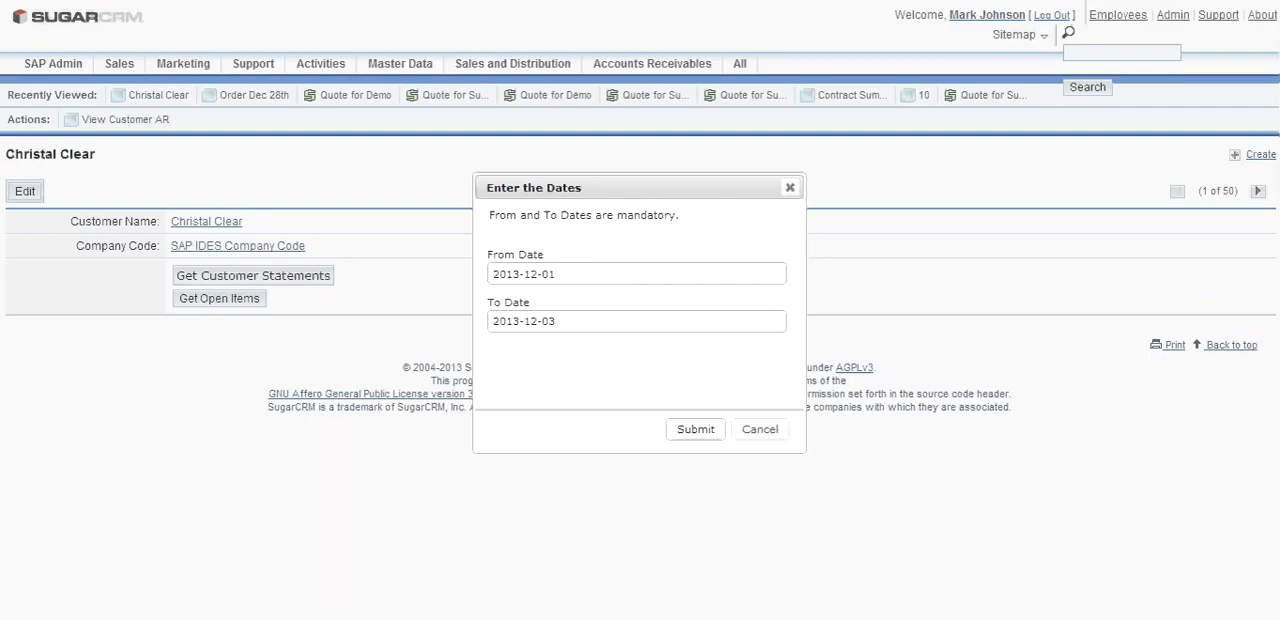 SUGARCRM.
Welcome, Mark Johnson [ Log Out ] Employees | Admin | Support | About
Sitemap
SAP Admin Sales Marketing Support Activities Master Data Sales and Distribution Accounts Receivables All
Recently Viewed: Christal Clear Order Dec 28th Quote for Demo Quote for Su... Quote for Demo Quote for Su... Quote for Su... Contract Sum... 10 Quote for Su...
Search
Actions: View Customer AR
Christal Clear
Create
Edit
(1 of 50)
Customer Name: Christal Clear
Company Code: SAP IDES Company Code
Get Customer Statements
Get Open Items
Enter the Dates
From and To Dates are mandatory.
From Date
2013-12-01
To Date
2013-12-03
Submit Cancel
Print Back to top
© 2004-2013 S under AGPLv3.
This prog ms of the
GNU Affero General Public License version 3 rmission set forth in the source code header.
SugarCRM is a trademark of SugarCRM, Inc. A e companies with which they are associated.